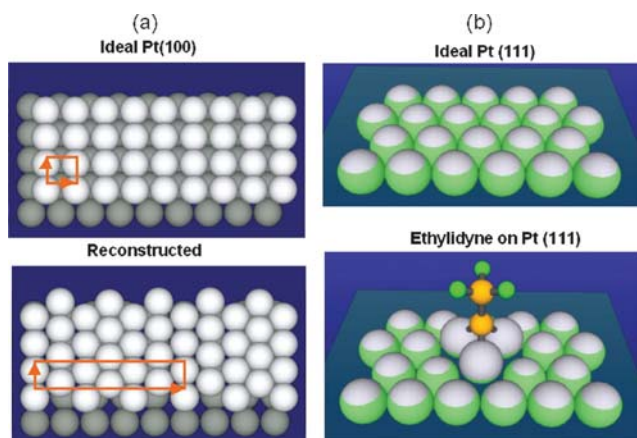 (a)
Ideal Pt(100)
Reconstructed
(b)
Ideal Pt (111)
Ethylidyne on Pt (111)